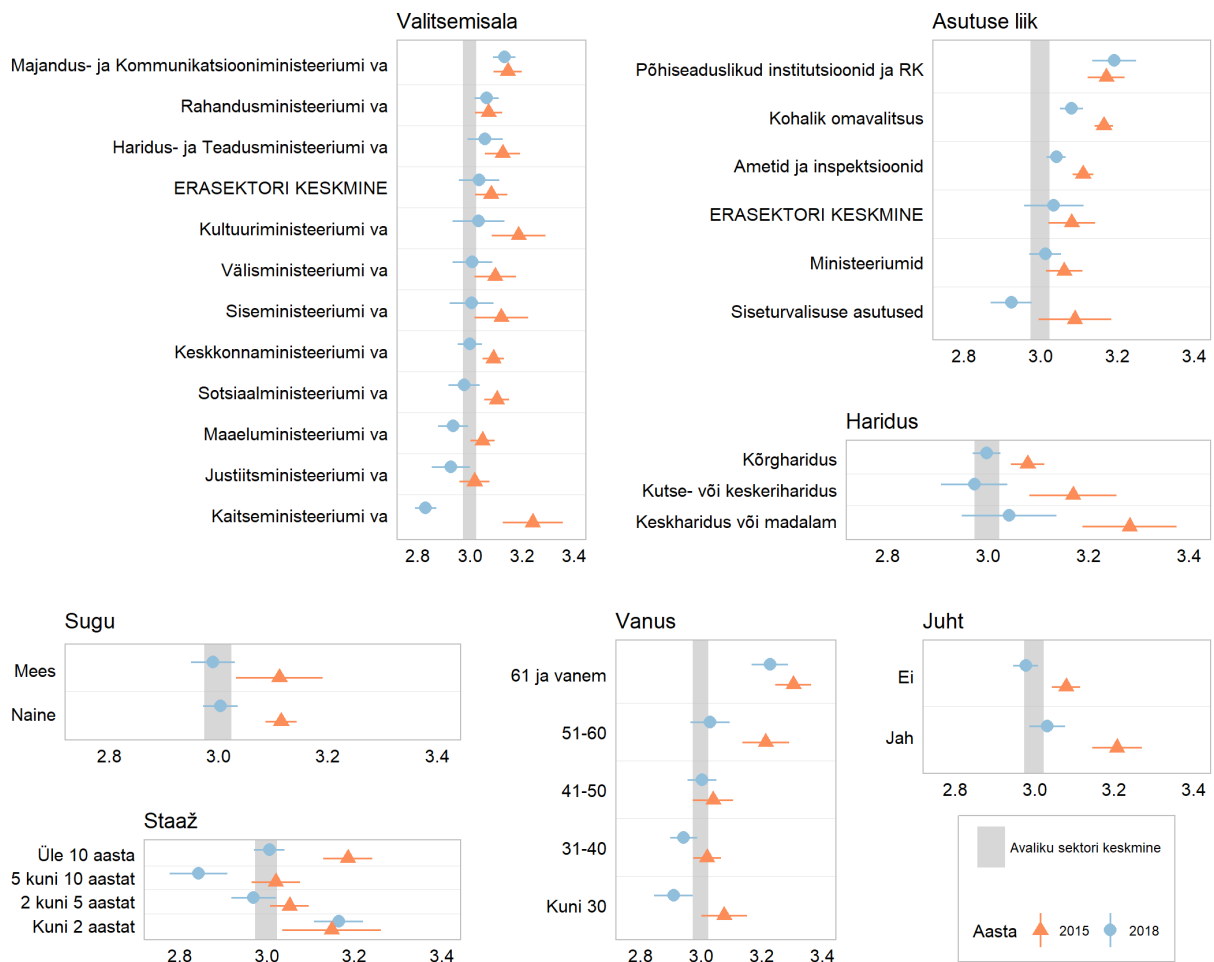 Valitsemisala
Majandus- ja Kommunikatsiooniministeeriumi va
Rahandusministeeriumi va
Haridus- ja Teadusministeeriumi va
ERASEKTORI KESKMINE
Kultuuriministeeriumi va
Välisministeeriumi va
Siseministeeriumi va
Keskkonnaministeeriumi va
Sotsiaalministeeriumi va
Maaeluministeeriumi va
Justiitsministeeriumi va
Kaitseministeeriumi va
2.8 3.0 3.2 3.4
Asutuse liik
Põhiseaduslikud institutsioonid ja RK
Kohalik omavalitsus
Ametid ja inspektsioonid
ERASEKTORI KESKMINE
Ministeeriumid
Siseturvalisuse asutused
2.8 3.0 3.2 3.4
Haridus
Kõrgharidus
Kutse- või keskeriharidus
Keskharidus või madalam
2.8 3.0 3.2 3.4
Sugu
Mees
Naine
2.8 3.0 3.2 3.4
Staaž
Üle 10 aasta
5 kuni 10 aastat
2 kuni 5 aastat
Kuni 2 aastat
2.8 3.0 3.2 3.4
Vanus
61 ja vanem
51-60
41-50
31-40
Kuni 30
2.8 3.0 3.2 3.4
Juht
Ei
Jah
2.8 3.0 3.2 3.4
Avaliku sektori keskmine
Aasta 2015 2018